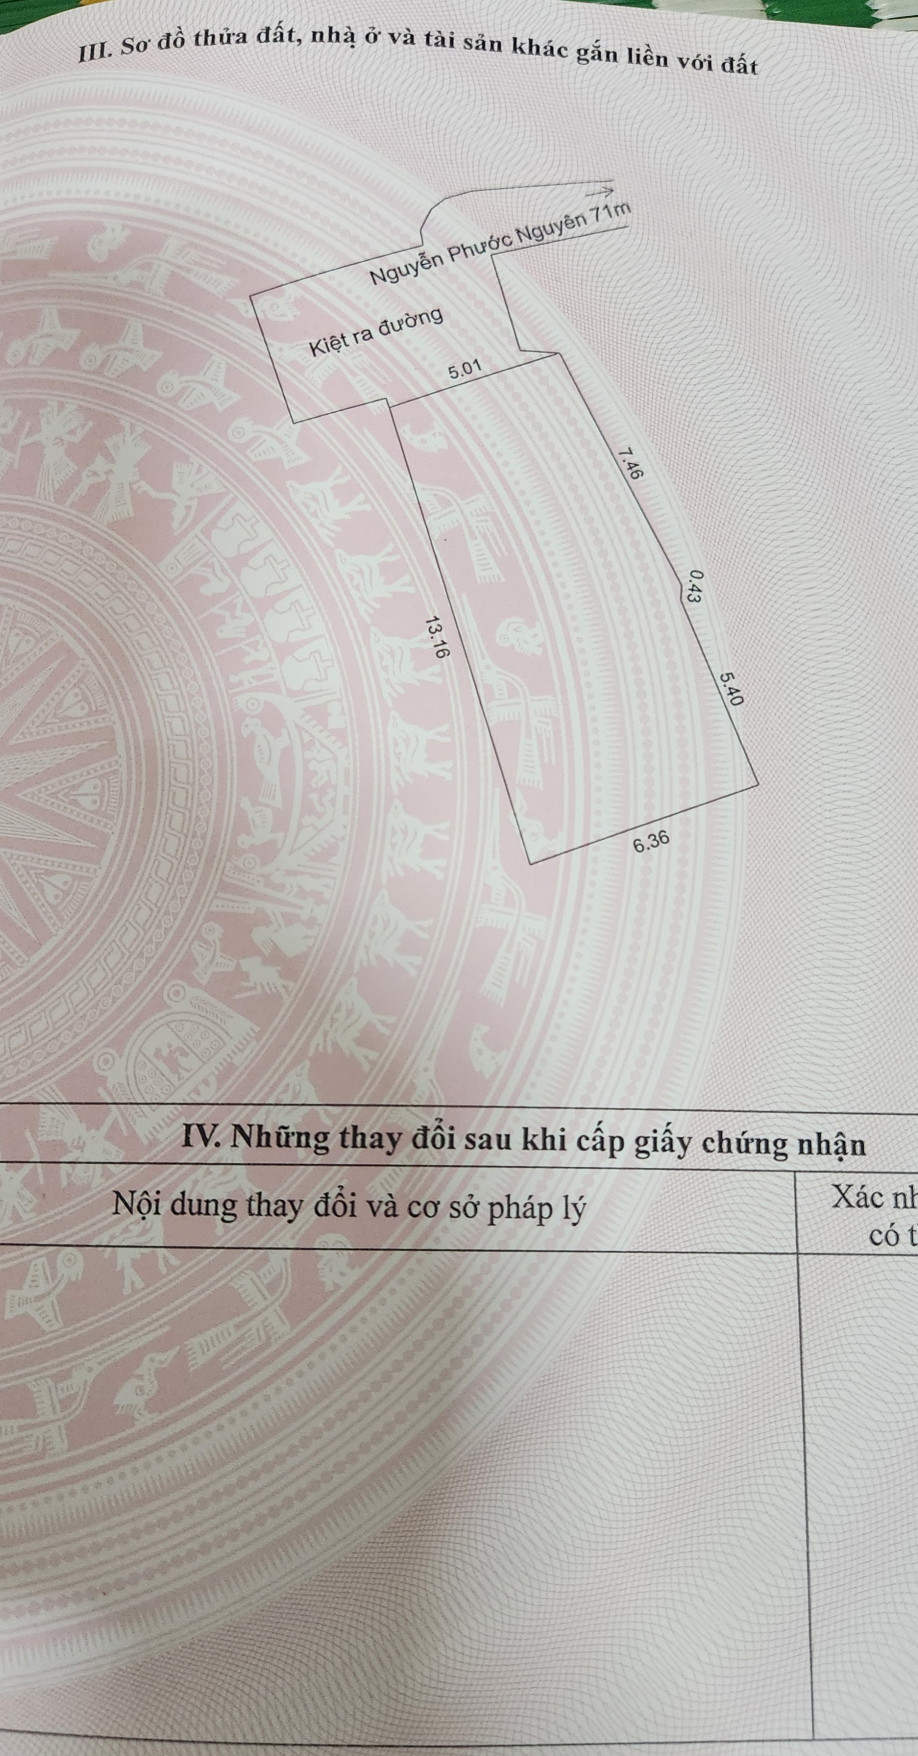 III. Sơ đồ thửa đất, nhà ở và tài sản khác gắn liền với đất
Nguyễn Phước Nguyên 71m
Kiệt ra đường
5.01
7.46
0.43
13.16
5.40
6.36
IV. Những thay đổi sau khi cấp giấy chứng nhận
Nội dung thay đổi và cơ sở pháp lý
Xác nh
có t